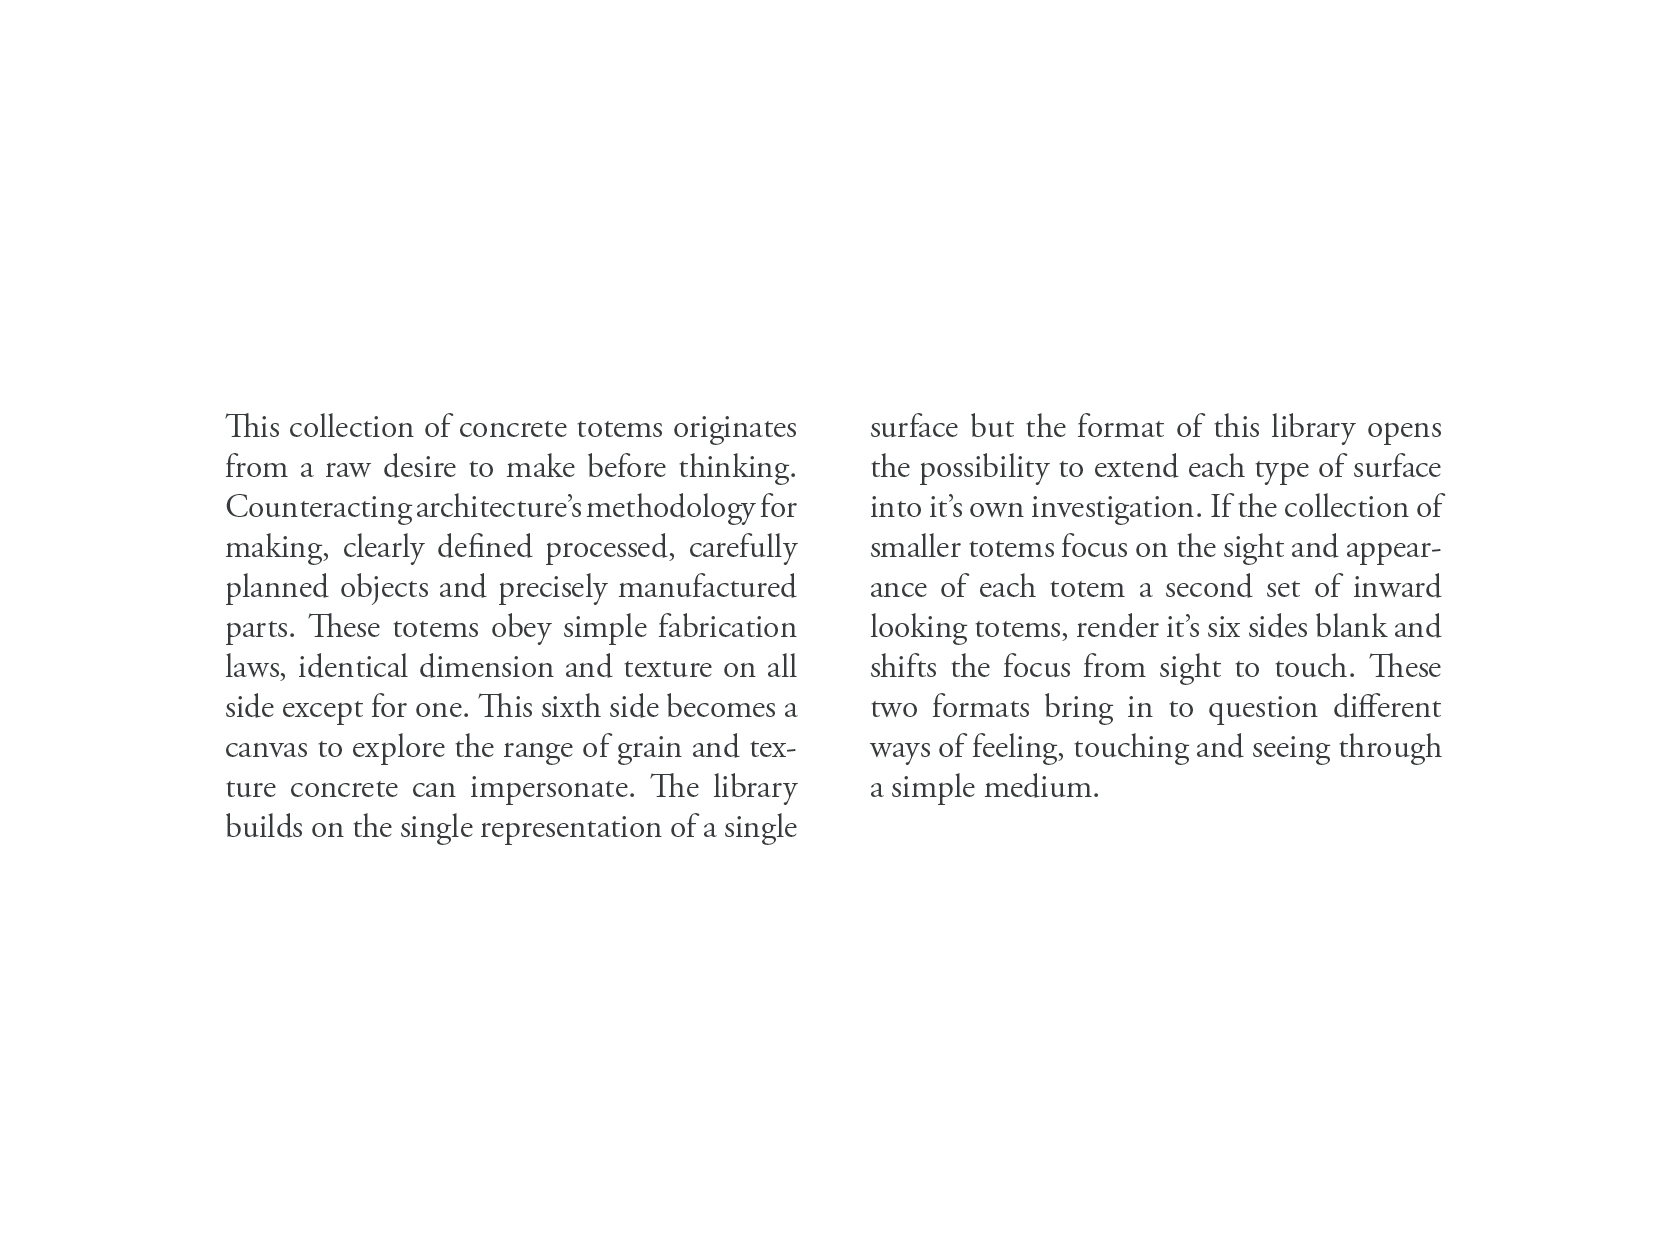 This collection of concrete totems originates
from a raw desire to make before thinking.
Counteracting architecture’s methodology for
making, clearly defined processed, carefully
planned objects and precisely manufactured
parts. These totems obey simple fabrication
laws, identical dimension and texture on all
side except for one. This sixth side becomes a
canvas to explore the range of grain and tex-
ture concrete can impersonate. The library
builds on the single representation of a single
surface but the format of this library opens
the possibility to extend each type of surface
into it’s own investigation. If the collection of
smaller totems focus on the sight and appear-
ance of each totem a second set of inward
looking totems, render it’s six sides blank and
shifts the focus from sight to touch. These
two formats bring in to question different
ways of feeling, touching and seeing through
a simple medium.